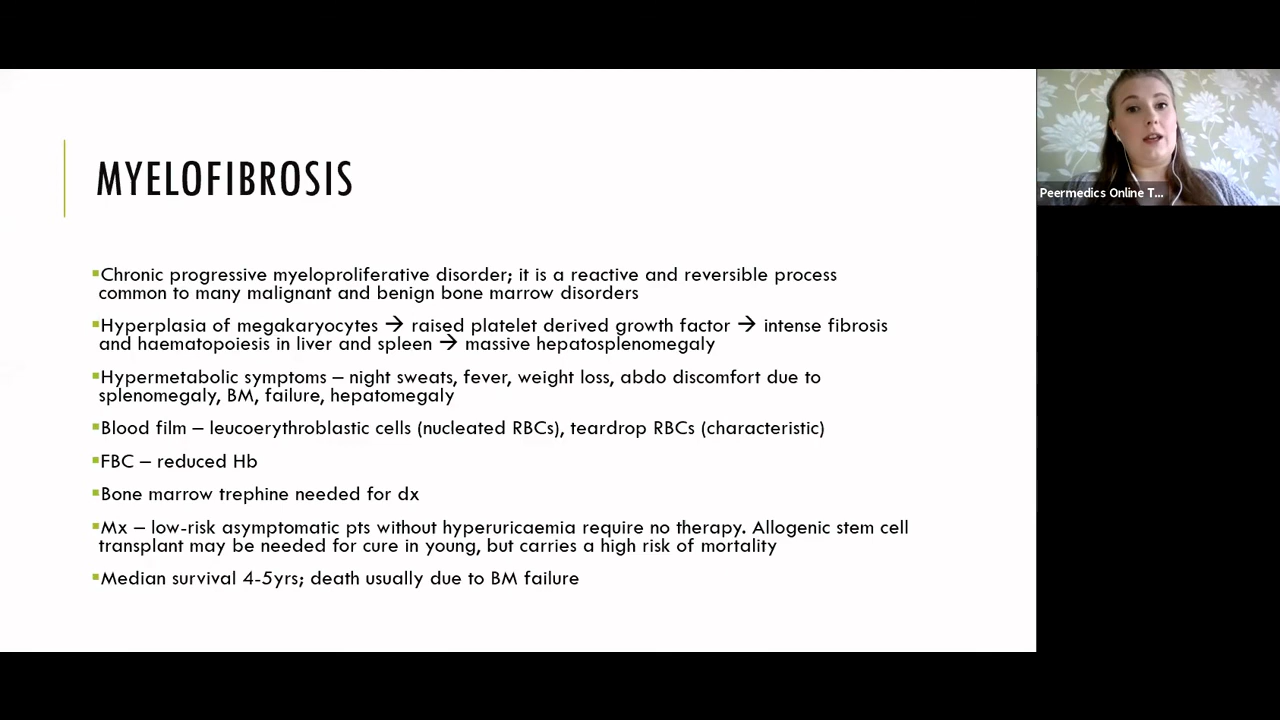 MYELOFIBROSIS
▪Chronic progressive myeloproliferative disorder; it is a reactive and reversible process
common to many malignant and benign bone marrow disorders
▪Hyperplasia of megakaryocytes → raised platelet derived growth factor → intense fibrosis
and haematopoiesis in liver and spleen → massive hepatosplenomegaly
▪Hypermetabolic symptoms – night sweats, fever, weight loss, abdo discomfort due to
splenomegaly, BM, failure, hepatomegaly
▪Blood film – leucoerythroblastic cells (nucleated RBCs), teardrop RBCs (characteristic)
▪FBC – reduced Hb
▪Bone marrow trephine needed for dx
▪Mx – low-risk asymptomatic pts without hyperuricaemia require no therapy. Allogenic stem cell
transplant may be needed for cure in young, but carries a high risk of mortality
▪Median survival 4-5yrs; death usually due to BM failure
Peermedics Online T...